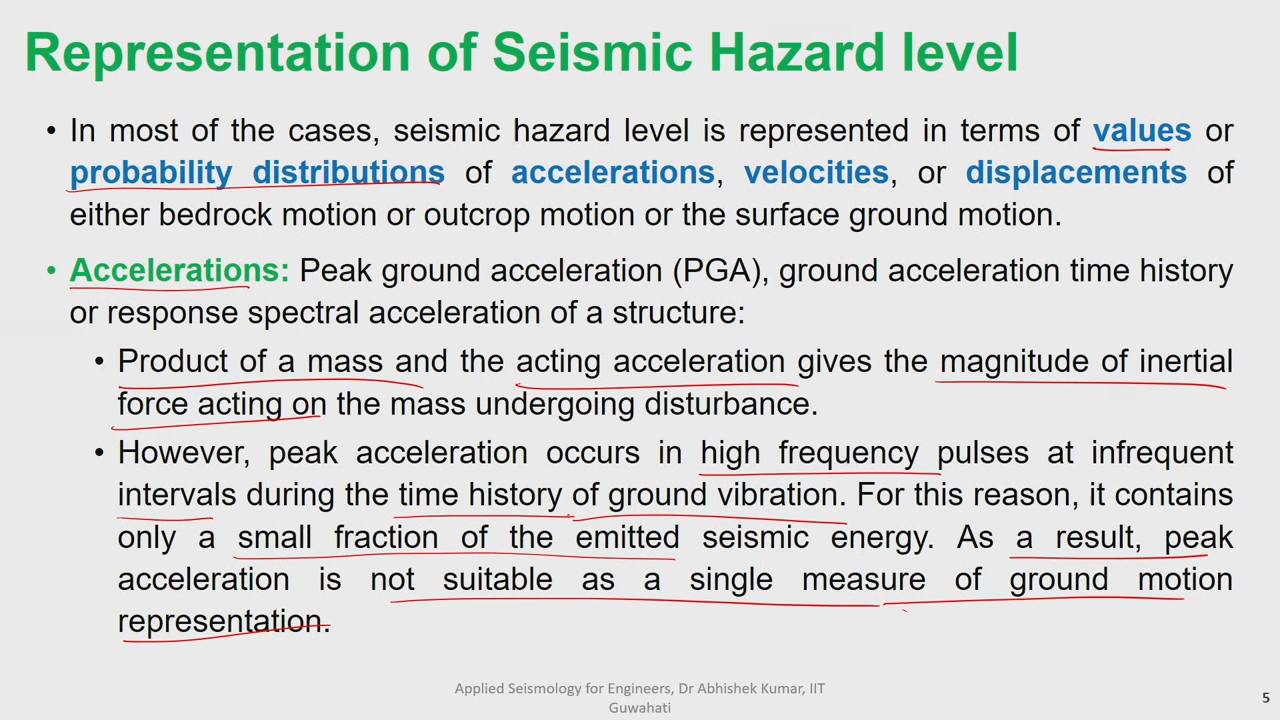 Representation of Seismic Hazard level
• In most of the cases, seismic hazard level is represented in terms of values or
probability distributions of accelerations, velocities, or displacements of
either bedrock motion or outcrop motion or the surface ground motion.
• Accelerations: Peak ground acceleration (PGA), ground acceleration time history
or response spectral acceleration of a structure:
• Product of a mass and the acting acceleration gives the magnitude of inertial
force acting on the mass undergoing disturbance.
• However, peak acceleration occurs in high frequency pulses at infrequent
intervals during the time history of ground vibration. For this reason, it contains
only a small fraction of the emitted seismic energy. As a result, peak
acceleration is not suitable as a single measure of ground motion
representation.
Applied Seismology for Engineers, Dr Abhishek Kumar, IIT
Guwahati
5